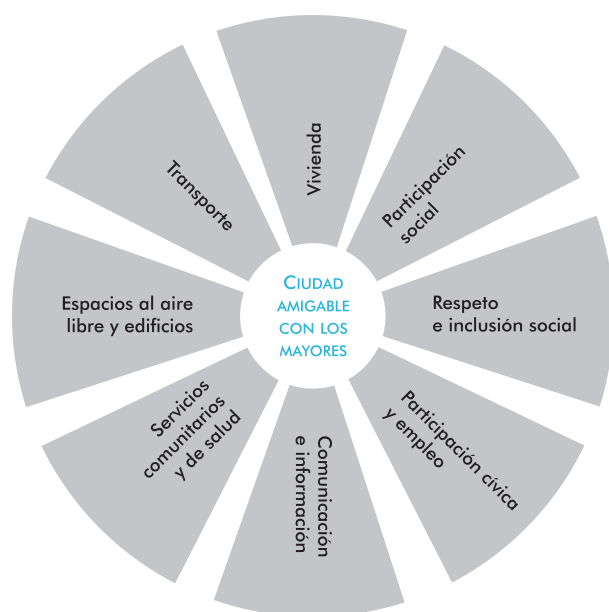 Vivienda
Participación
social
Respeto
e inclusión social
Participación cívica
y empleo
Comunicación
e información
Servicios
comunitarios
y de salud
Espacios al aire
libre y edificios
Transporte
CIUDAD
AMIGABLE
CON LOS
MAYORES